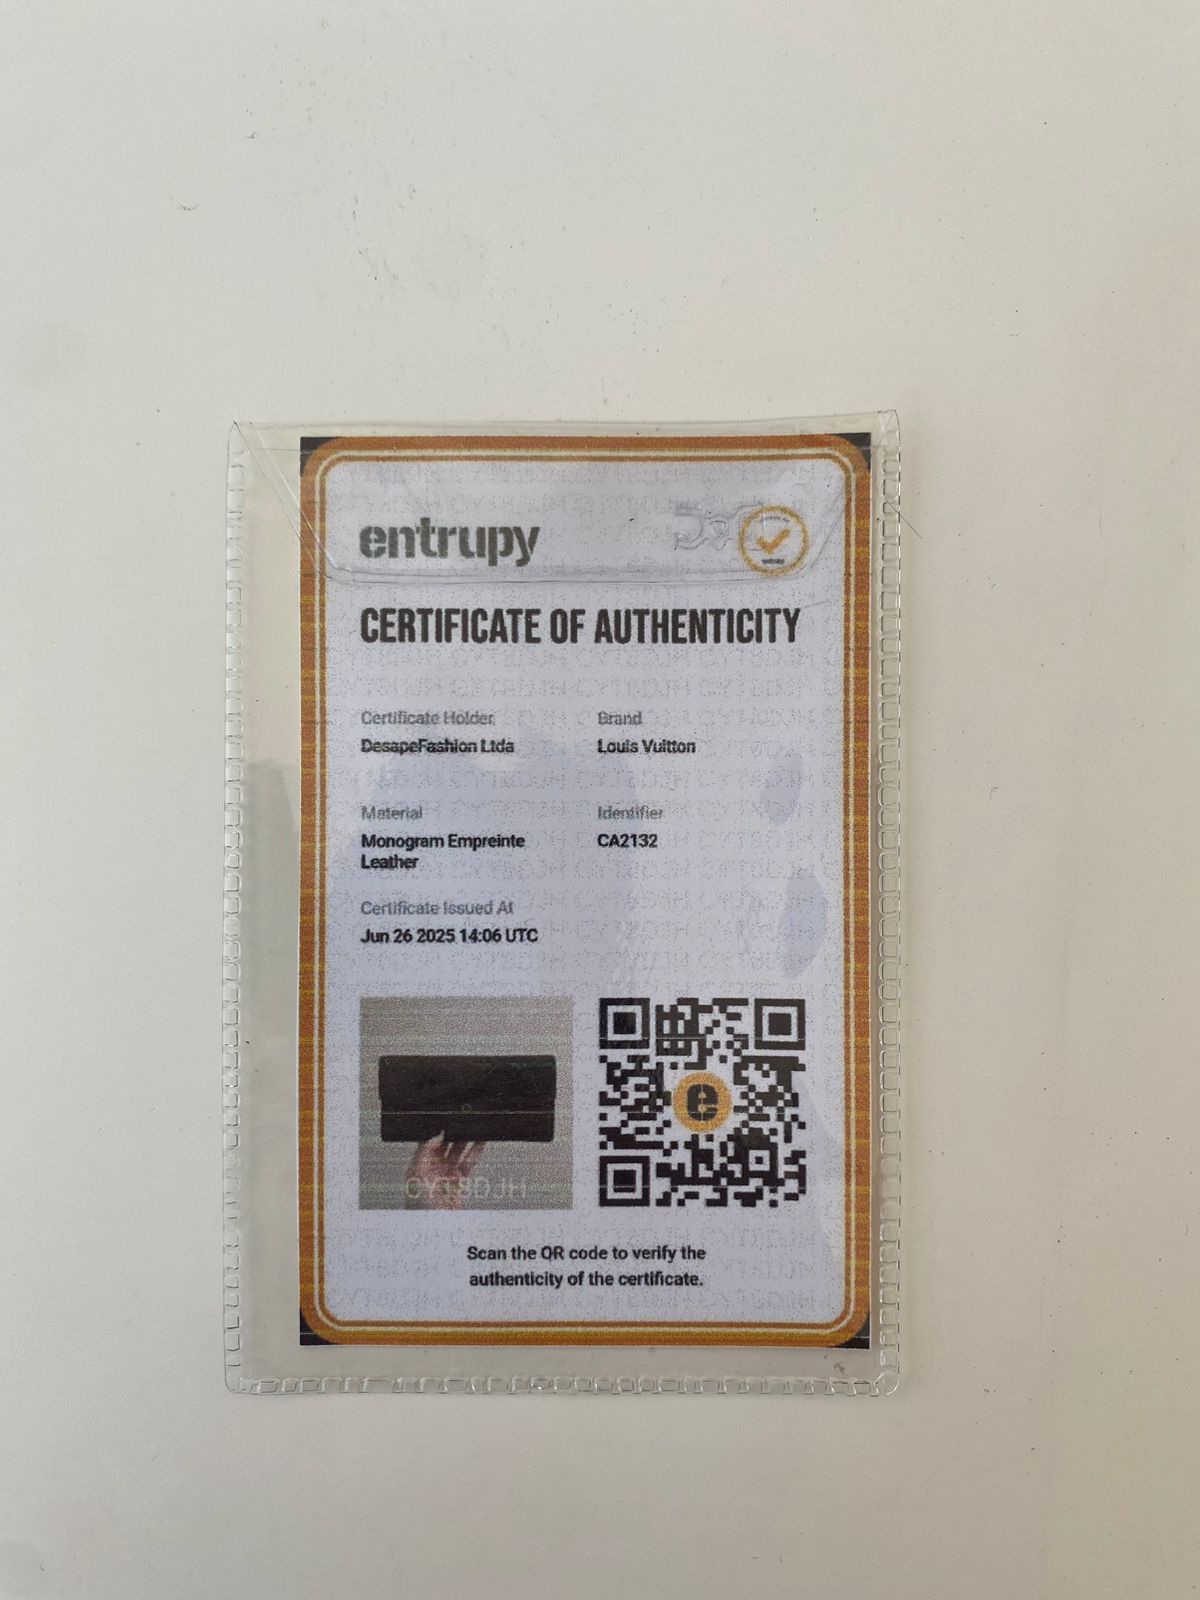 entrupy
CERTIFICATE OF AUTHENTICITY
Certificate Holder
DesapeFashion Ltda
Brand
Louis Vuitton
Material
Monogram Empreinte
Leather
Identifier
CA2132
Certificate Issued At
Jun 26 2025 14:06 UTC
e
Scan the QR code to verify the
authenticity of the certificate.